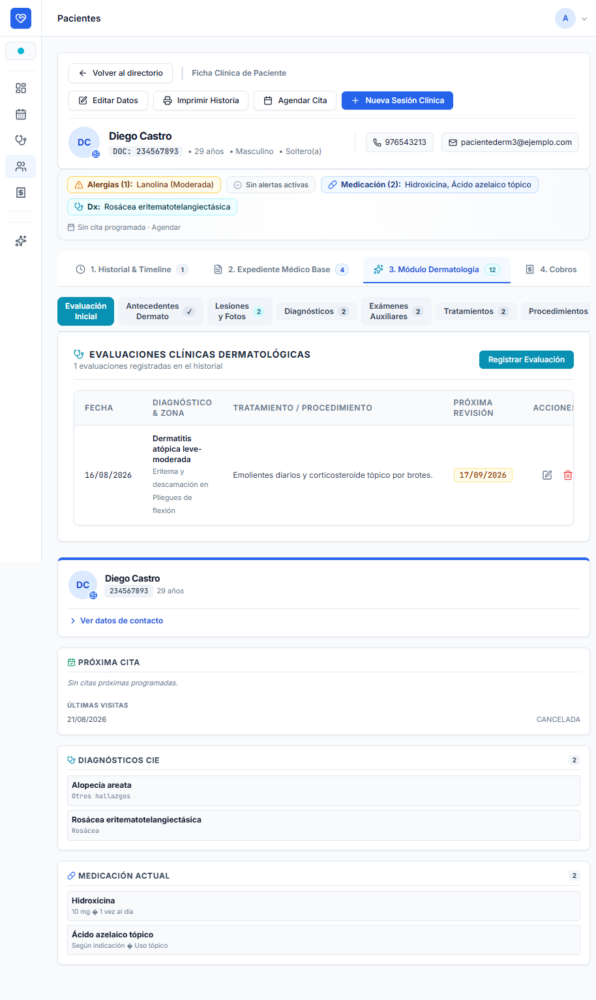 Pacientes
A
Volver al directorio
Ficha Clínica de Paciente
Editar Datos
Imprimir Historia
Agendar Cita
Nueva Sesión Clínica
DC
Diego Castro
DOC: 234567893 • 29 años • Masculino • Soltero(a)
976543213
pacientederm3@ejemplo.com
Alergias (1): Lanolina (Moderada)
Sin alertas activas
Medicación (2): Hidroxicina, Ácido azelaico tópico
Dx: Rosácea eritematotelangiectásica
Sin cita programada · Agendar
1. Historial & Timeline 1
2. Expediente Médico Base 4
3. Módulo Dermatología 12
4. Cobros
Evaluación
Inicial
Antecedentes
Dermato ✓
Lesiones
y Fotos 2
Diagnósticos 2
Exámenes
Auxiliares 2
Tratamientos 2
Procedimientos
EVALUACIONES CLÍNICAS DERMATOLÓGICAS
1 evaluaciones registradas en el historial
Registrar Evaluación
FECHA
DIAGNÓSTICO
& ZONA
TRATAMIENTO / PROCEDIMIENTO
PRÓXIMA
REVISIÓN
ACCIONES
16/08/2026
Dermatitis
atópica leve-
moderada
Eritema y
descamación en
Pliegues de
flexión
Emolientes diarios y corticosteroide tópico por brotes.
17/09/2026
DC
Diego Castro
234567893 29 años
Ver datos de contacto
PRÓXIMA CITA
Sin citas próximas programadas.
ÚLTIMAS VISITAS
21/08/2026 CANCELADA
DIAGNÓSTICOS CIE 2
Alopecia areata
Otros hallazgos
Rosácea eritematotelangiectásica
Rosácea
MEDICACIÓN ACTUAL 2
Hidroxicina
10 mg � 1 vez al día
Ácido azelaico tópico
Según indicación � Uso tópico